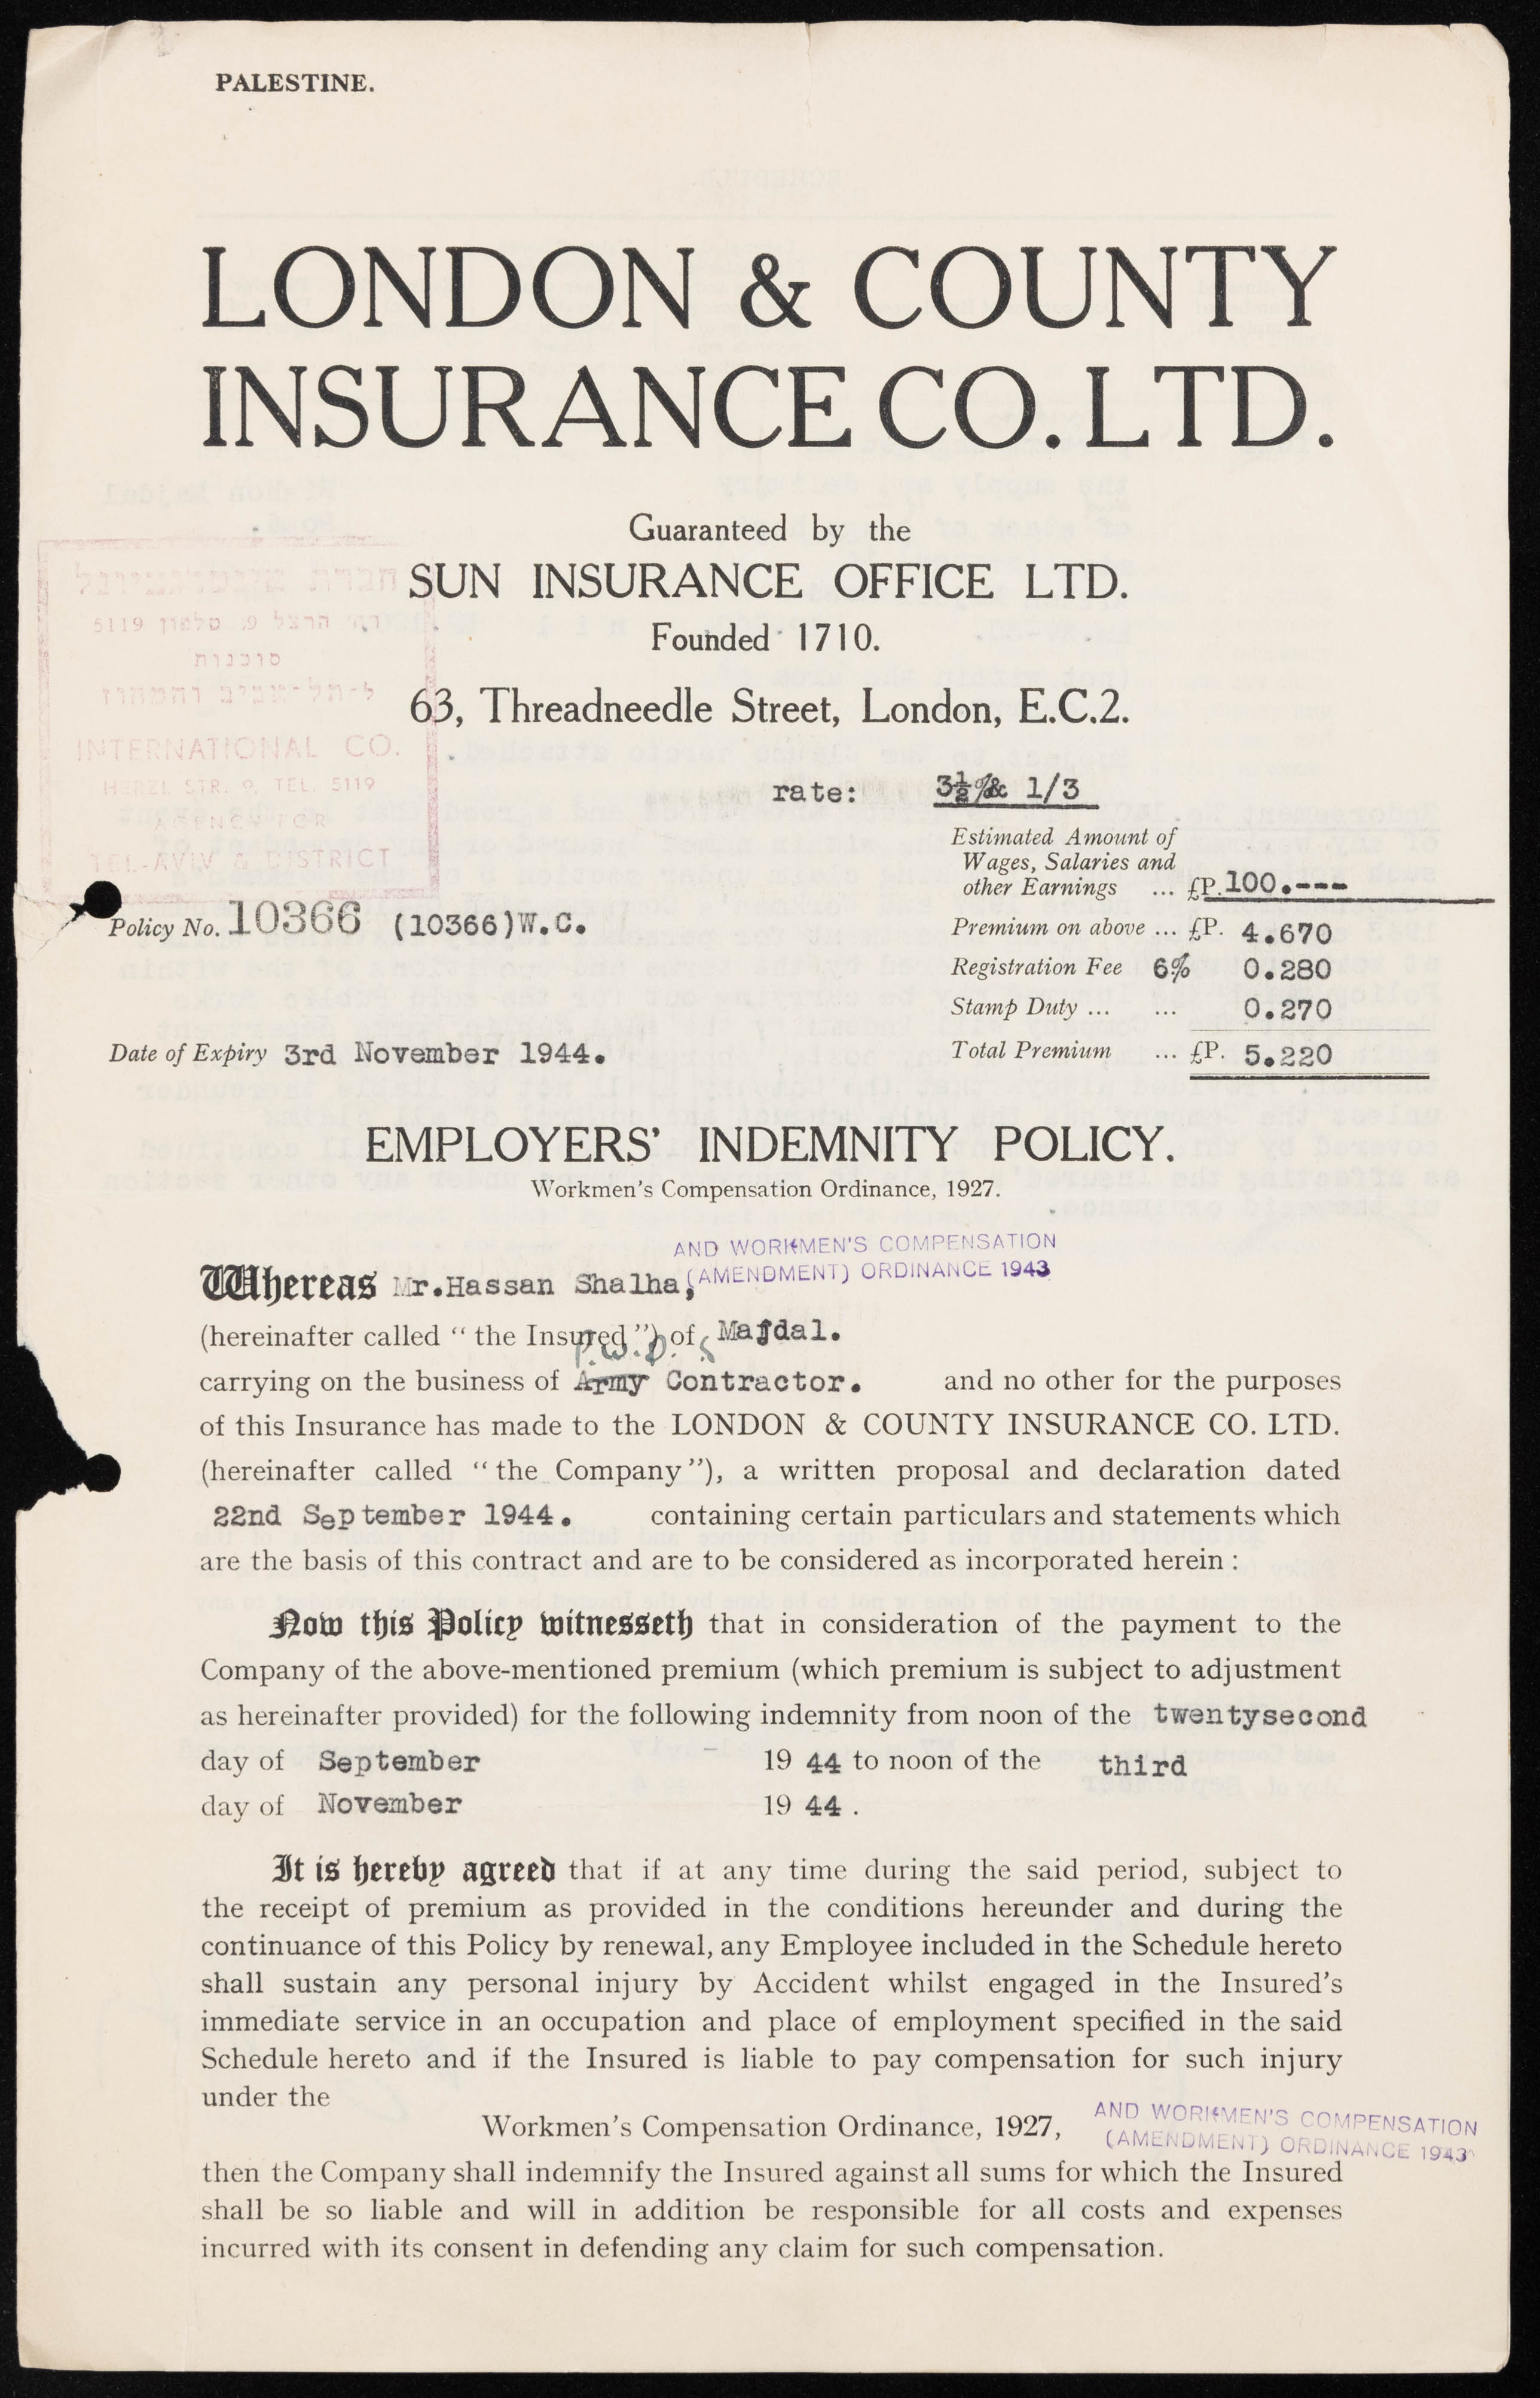 PALESTINE.
LONDON & COUNTY
INSURANCE CO. LTD.
Guaranteed by the
SUN INSURANCE OFFICE LTD.
Founded 1710.
63, Threadneedle Street, London, E.C.2.
הרצל 9 טלפון 5119
סוכנות
ל-תל-אביב והמחוז
INTERNATIONAL CO.
HERZL STR. 9 TEL. 5119
AGENCY FOR
TEL-AVIV & DISTRICT
rate: 3½%& 1/3
Estimated Amount of
Wages, Salaries and
other Earnings ... £P. 100.---
Policy No. 10366 (10366)W.C.
Premium on above ... £P. 4.670
Registration Fee 6% 0.280
Stamp Duty ... ... 0.270
Date of Expiry 3rd November 1944.
Total Premium ... £P. 5.220
EMPLOYERS' INDEMNITY POLICY.
Workmen's Compensation Ordinance, 1927.
AND WORKMEN'S COMPENSATION
(AMENDMENT) ORDINANCE 1943
Whereas Mr.Hassan Shalha,
(hereinafter called "the Insured") of Majdal.
P.W.D.
carrying on the business of Army Contractor. and no other for the purposes
of this Insurance has made to the LONDON & COUNTY INSURANCE CO. LTD.
(hereinafter called "the Company"), a written proposal and declaration dated
22nd September 1944. containing certain particulars and statements which
are the basis of this contract and are to be considered as incorporated herein :
Now this Policy witnesseth that in consideration of the payment to the
Company of the above-mentioned premium (which premium is subject to adjustment
as hereinafter provided) for the following indemnity from noon of the twentysecond
day of September 19 44 to noon of the third
day of November 19 44 .
It is hereby agreed that if at any time during the said period, subject to
the receipt of premium as provided in the conditions hereunder and during the
continuance of this Policy by renewal, any Employee included in the Schedule hereto
shall sustain any personal injury by Accident whilst engaged in the Insured's
immediate service in an occupation and place of employment specified in the said
Schedule hereto and if the Insured is liable to pay compensation for such injury
under the
Workmen's Compensation Ordinance, 1927,
AND WORKMEN'S COMPENSATION
(AMENDMENT) ORDINANCE 1943
then the Company shall indemnify the Insured against all sums for which the Insured
shall be so liable and will in addition be responsible for all costs and expenses
incurred with its consent in defending any claim for such compensation.